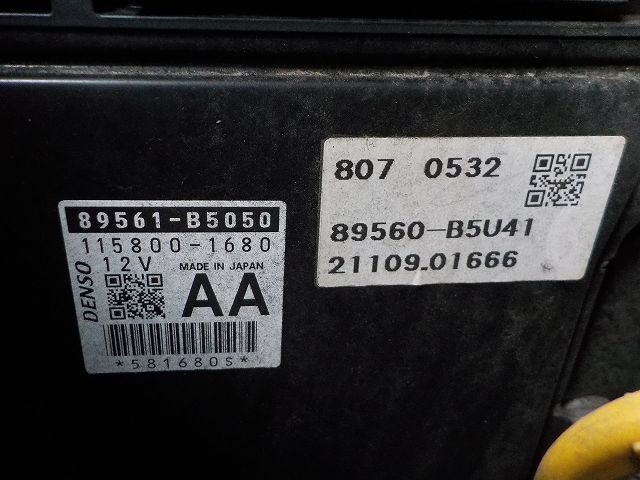 89561-B5050
115800-1680
12V MADE IN JAPAN
DENSO
AA
*581680S*
807 0532
89560-B5U41
21109-01666